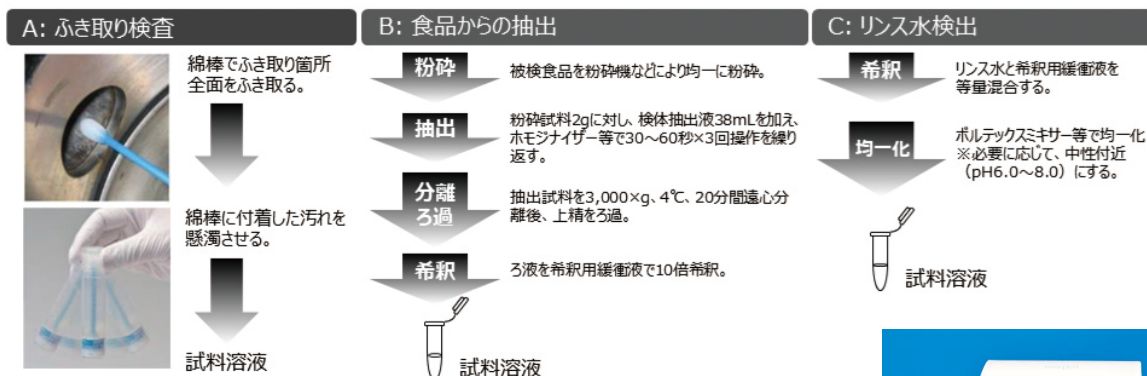 A: ふき取り検査
綿棒でふき取り箇所
全面をふき取る。
綿棒に付着した汚れを
懸濁させる。
試料溶液
B: 食品からの抽出
粉砕
被検食品を粉砕機などにより均一に粉砕。
抽出
粉砕試料2gに対し、検体抽出液38mLを加え、
ホモジナイザー等で30～60秒×3回操作を繰り
返す。
分離
ろ過
抽出試料を3,000×g、4℃、20分間遠心分
離後、上精をろ過。
希釈
ろ液を希釈用緩衝液で10倍希釈。
試料溶液
C: リンス水検出
希釈
リンス水と希釈用緩衝液を
等量混合する。
均一化
ボルテックスミキサー等で均一化
※必要に応じて、中性付近
（pH6.0～8.0）にする。
試料溶液